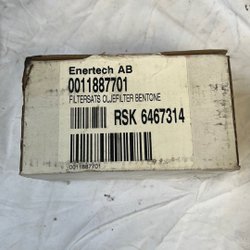 Enertech AB
0011887701
FILTERSATS OLJEFILTER BENTONE
RSK 6467314
0011887701